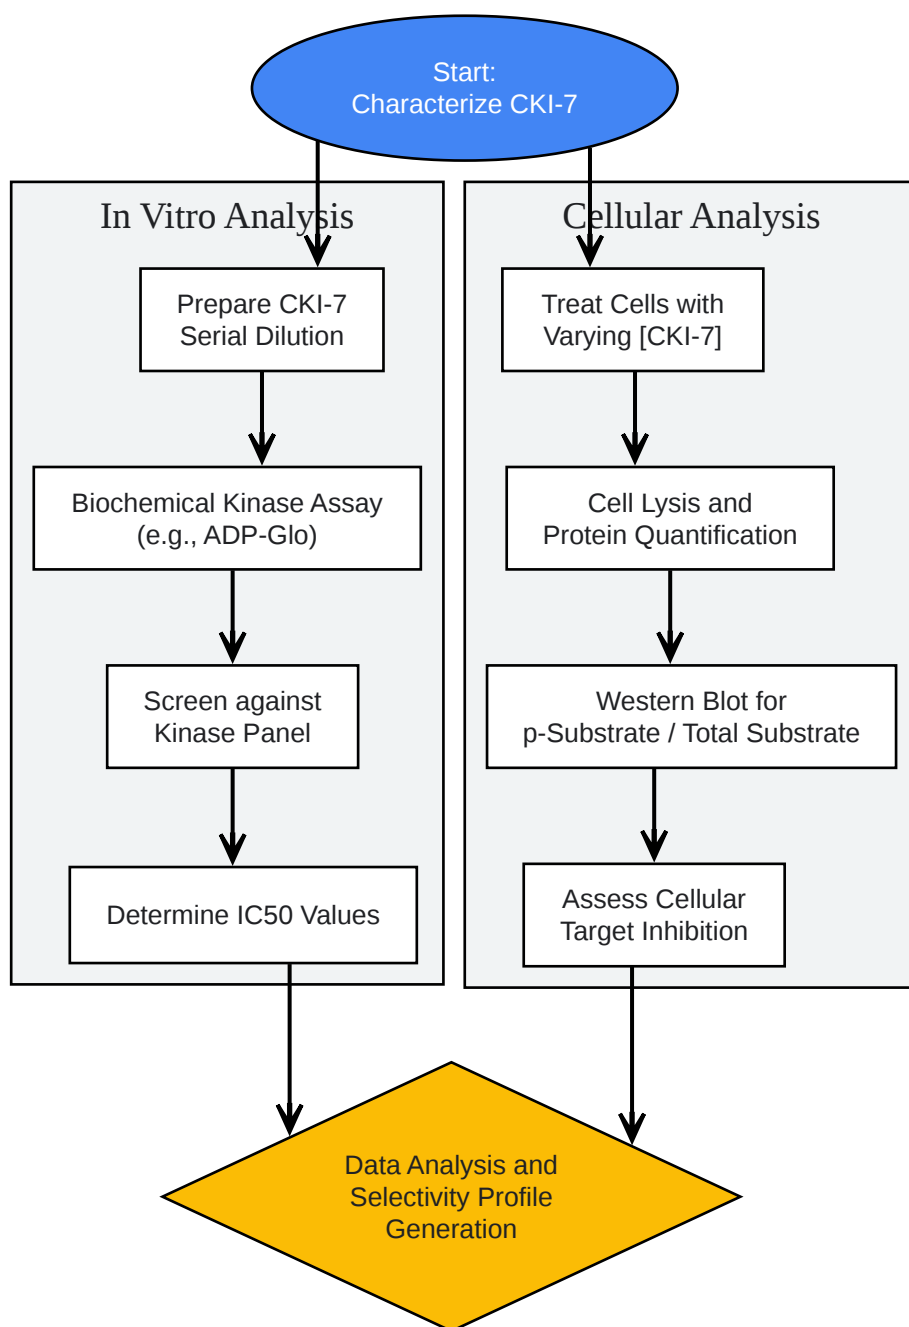 Start:
Characterize CKI-7
In Vitro Analysis
Prepare CKI-7
Serial Dilution
Biochemical Kinase Assay
(e.g., ADP-Glo)
Screen against
Kinase Panel
Determine IC50 Values
Cellular Analysis
Treat Cells with
Varying [CKI-7]
Cell Lysis and
Protein Quantification
Western Blot for
p-Substrate / Total Substrate
Assess Cellular
Target Inhibition
Data Analysis and
Selectivity Profile
Generation